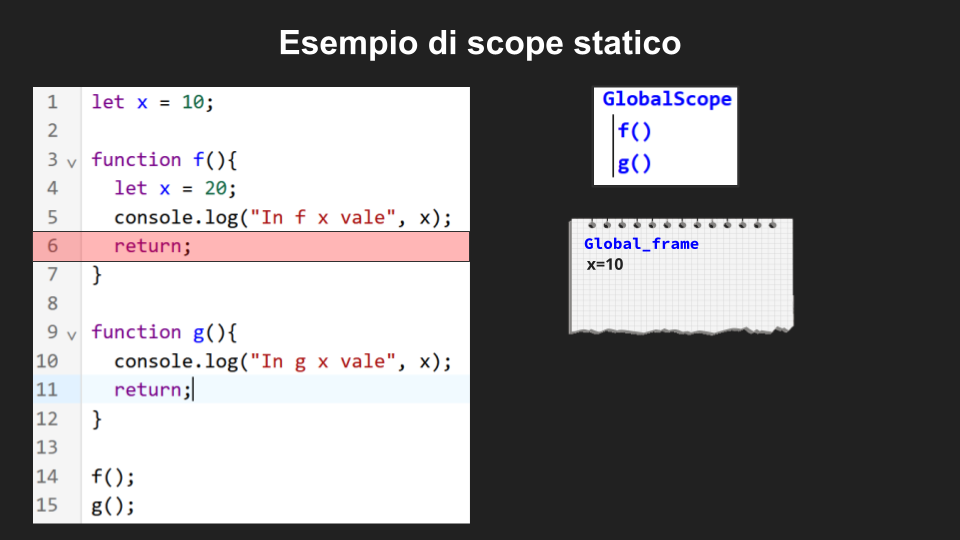 Esempio di scope statico
1 let x = 10;
2
3 function f(){
4 let x = 20;
5 console.log("In f x vale", x);
6 return;
7 }
8
9 function g(){
10 console.log("In g x vale", x);
11 return;
12 }
13
14 f();
15 g();
GlobalScope
f()
g()
Global_frame
x=10